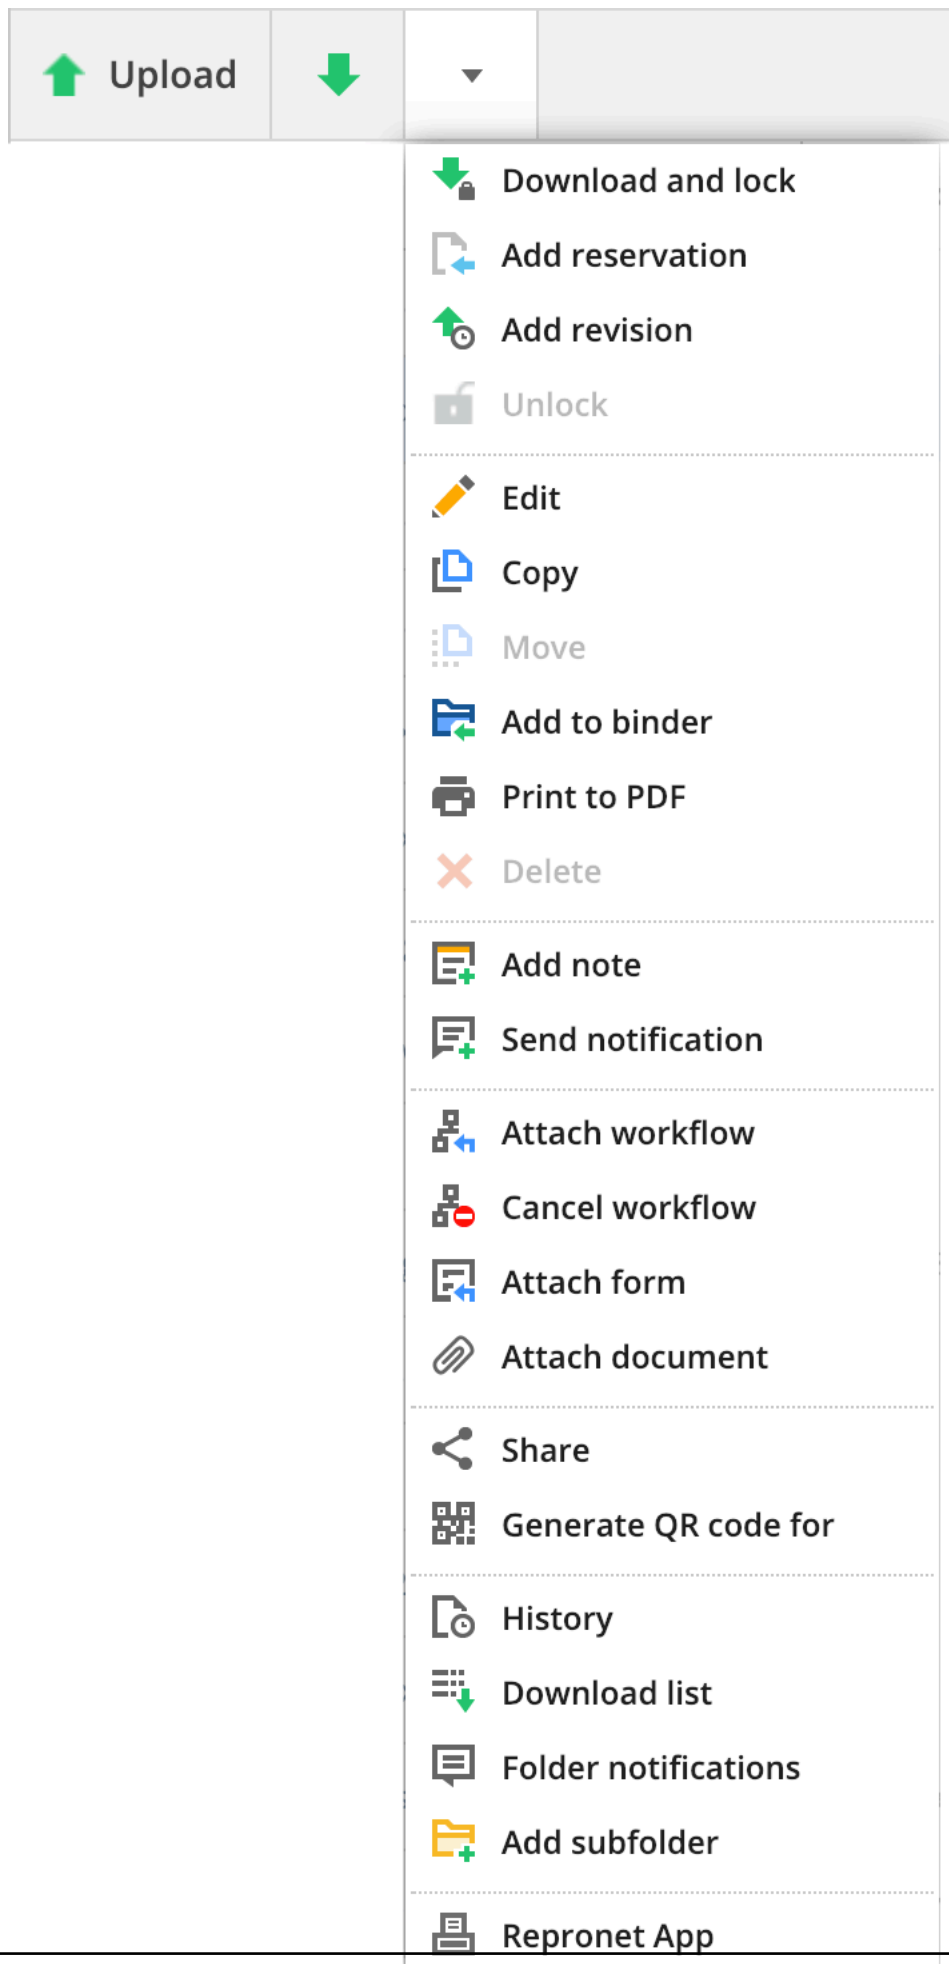 Upload
Download and lock
Add reservation
Add revision
Unlock
Edit
Copy
Move
Add to binder
Print to PDF
Delete
Add note
Send notification
Attach workflow
Cancel workflow
Attach form
Attach document
Share
Generate QR code for
History
Download list
Folder notifications
Add subfolder
Repronet App